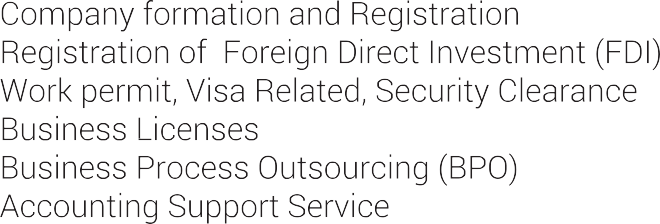 Company formation and Registration
Registration of  Foreign Direct Investment (FDI)
Work permit, Visa Related, Security Clearance
Business Licenses
Business Process Outsourcing (BPO)
Accounting Support Service